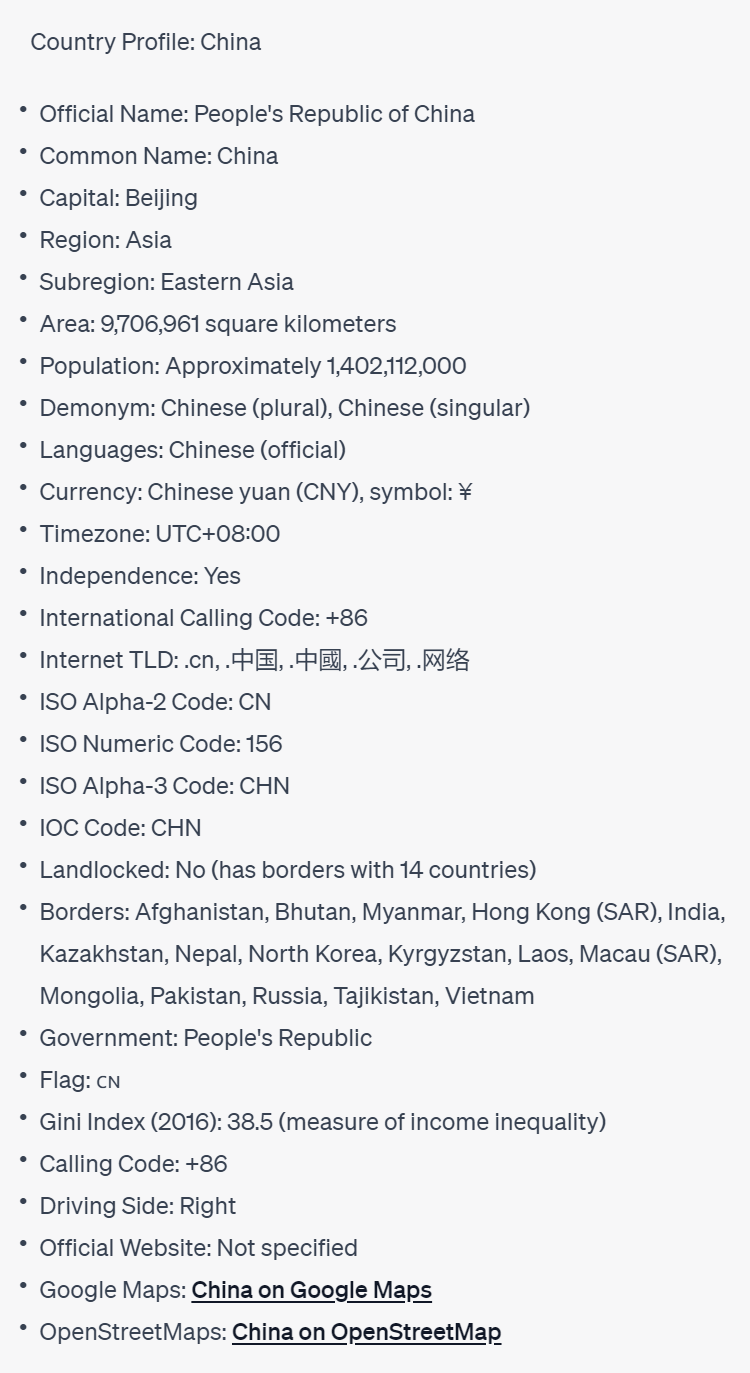 Country Profile: China
• Official Name: People's Republic of China
• Common Name: China
• Capital: Beijing
• Region: Asia
• Subregion: Eastern Asia
• Area: 9,706,961 square kilometers
• Population: Approximately 1,402,112,000
• Demonym: Chinese (plural), Chinese (singular)
• Languages: Chinese (official)
• Currency: Chinese yuan (CNY), symbol: ¥
• Timezone: UTC+08:00
• Independence: Yes
• International Calling Code: +86
• Internet TLD: .cn, .中国, .中國, .公司, .网络
• ISO Alpha-2 Code: CN
• ISO Numeric Code: 156
• ISO Alpha-3 Code: CHN
• IOC Code: CHN
• Landlocked: No (has borders with 14 countries)
• Borders: Afghanistan, Bhutan, Myanmar, Hong Kong (SAR), India,
Kazakhstan, Nepal, North Korea, Kyrgyzstan, Laos, Macau (SAR),
Mongolia, Pakistan, Russia, Tajikistan, Vietnam
• Government: People's Republic
• Flag: CN
• Gini Index (2016): 38.5 (measure of income inequality)
• Calling Code: +86
• Driving Side: Right
• Official Website: Not specified
• Google Maps: China on Google Maps
• OpenStreetMaps: China on OpenStreetMap